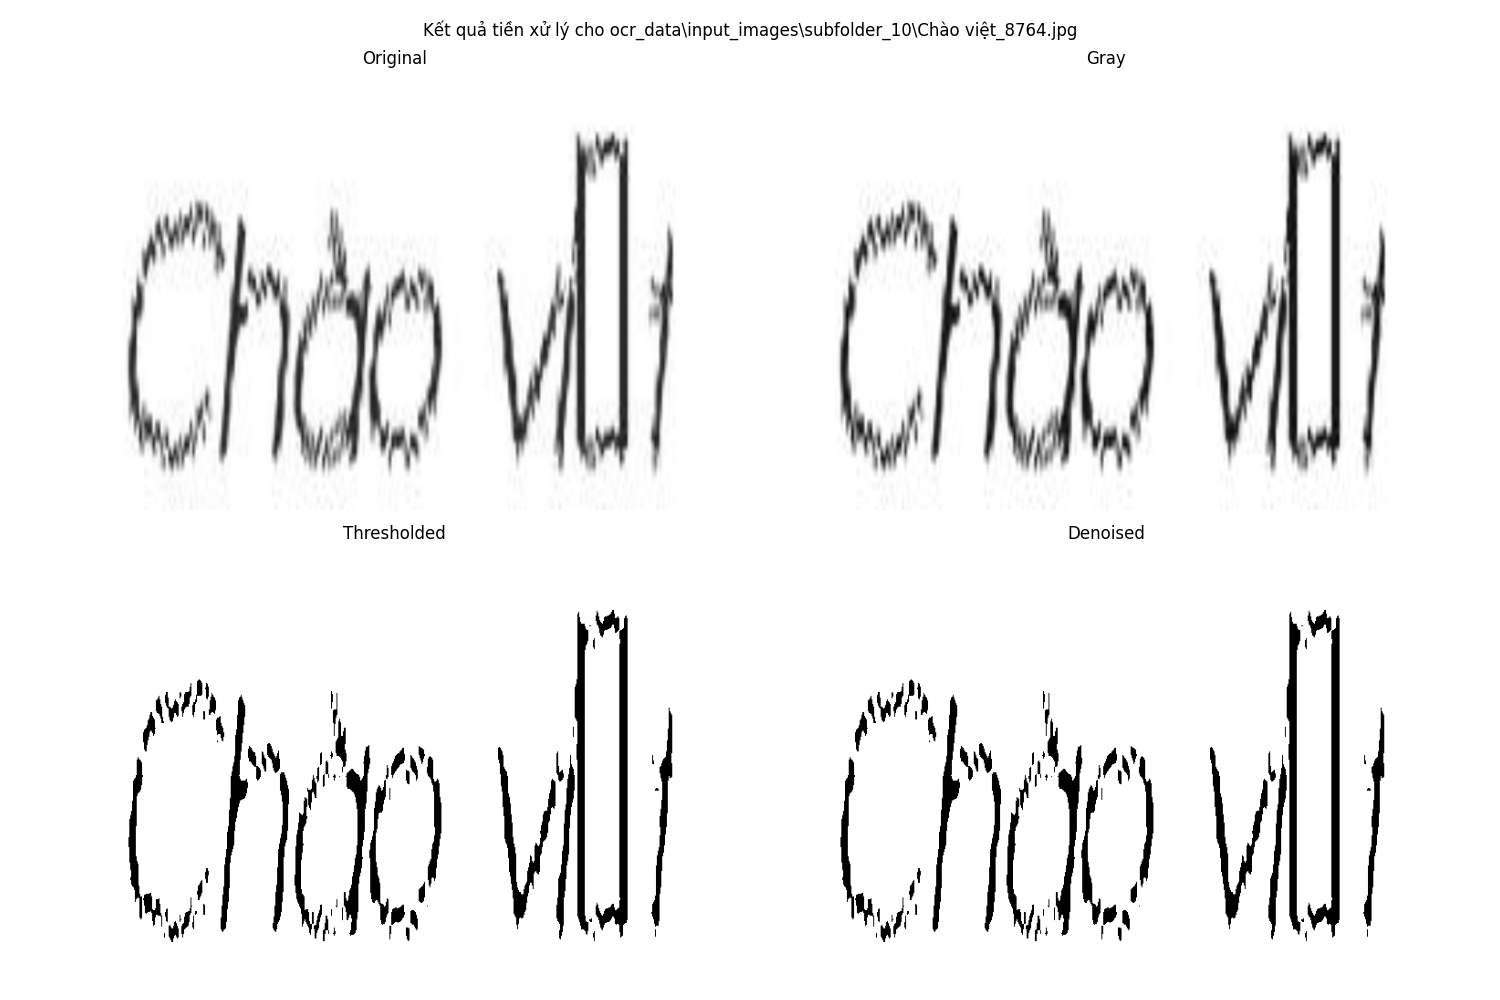 Kết quả tiền xử lý cho ocr_data\input_images\subfolder_10\Chào việt_8764.jpg
Original
Gray
Chào
Chào
Thresholded
Denoised
Chào
Chào